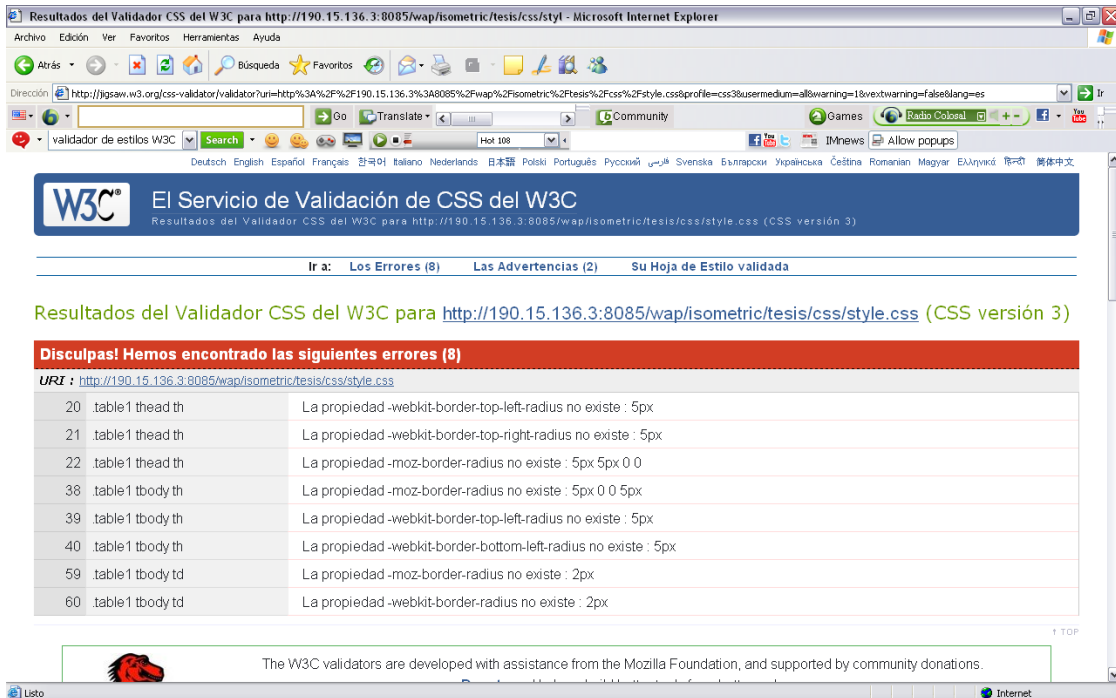 Resultados del Validador CSS del W3C para http://190.15.136.3:8085/wap/isometric/tesis/css/styl - Microsoft Internet Explorer
Archivo Edición Ver Favoritos Herramientas Ayuda
Atrás Búsqueda Favoritos
Dirección http://jigsaw.w3.org/css-validator/validator?uri=http%3A%2F%2F190.15.136.3%3A8085%2Fwap%2Fisometric%2Ftesis%2Fcss%2Fstyle.css&profile=css3&usermedium=all&warning=1&vextwarning=false&lang=es Ir
Go Translate Community Games Radio Colosal
validador de estilos W3C Search Hot 108 IMnews Allow popups
Deutsch English Español Français 한국어 Italiano Nederlands 日本語 Polski Português Русский فارسی Svenska Български Українська Čeština Romanian Magyar Ελληνικά हिन्दी 简体中文
W3C® El Servicio de Validación de CSS del W3C
Resultados del Validador CSS del W3C para http://190.15.136.3:8085/wap/isometric/tesis/css/style.css (CSS versión 3)
Ir a: Los Errores (8) Las Advertencias (2) Su Hoja de Estilo validada
Resultados del Validador CSS del W3C para http://190.15.136.3:8085/wap/isometric/tesis/css/style.css (CSS versión 3)
Disculpas! Hemos encontrado las siguientes errores (8)
URI : http://190.15.136.3:8085/wap/isometric/tesis/css/style.css
20 .table1 thead th La propiedad -webkit-border-top-left-radius no existe : 5px
21 .table1 thead th La propiedad -webkit-border-top-right-radius no existe : 5px
22 .table1 thead th La propiedad -moz-border-radius no existe : 5px 5px 0 0
38 .table1 tbody th La propiedad -moz-border-radius no existe : 5px 0 0 5px
39 .table1 tbody th La propiedad -webkit-border-top-left-radius no existe : 5px
40 .table1 tbody th La propiedad -webkit-border-bottom-left-radius no existe : 5px
59 .table1 tbody td La propiedad -moz-border-radius no existe : 2px
60 .table1 tbody td La propiedad -webkit-border-radius no existe : 2px
↑ TOP
The W3C validators are developed with assistance from the Mozilla Foundation, and supported by community donations.
Listo Internet